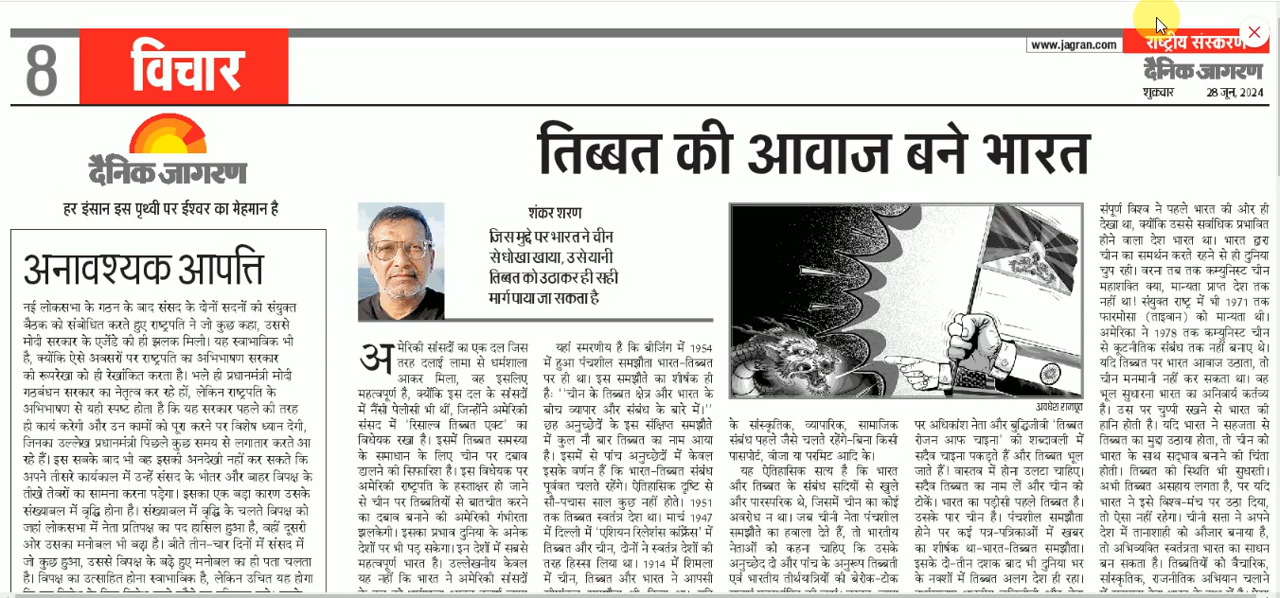 8
विचार
www.jagran.com
राष्ट्रीय संस्करण
दैनिक जागरण
शुक्रवार 28 जून, 2024
दैनिक जागरण
हर इंसान इस पृथ्वी पर ईश्वर का मेहमान है
अनावश्यक आपत्ति
नई लोकसभा के गठन के बाद संसद के दोनों सदनों की संयुक्त
बैठक को संबोधित करते हुए राष्ट्रपति ने जो कुछ कहा, उससे
मोदी सरकार के एजेंडे की ही झलक मिली। यह स्वाभाविक भी
है, क्योंकि ऐसे अवसरों पर राष्ट्रपति का अभिभाषण सरकार
की रूपरेखा को ही रेखांकित करता है। भले ही प्रधानमंत्री मोदी
गठबंधन सरकार का नेतृत्व कर रहे हों, लेकिन राष्ट्रपति के
अभिभाषण से यही स्पष्ट होता है कि यह सरकार पहले की तरह
ही कार्य करेगी और उन कामों को पूरा करने पर विशेष ध्यान देगी,
जिनका उल्लेख प्रधानमंत्री पिछले कुछ समय से लगातार करते आ
रहे हैं। इस सबके बाद भी वह इसकी अनदेखी नहीं कर सकते कि
अपने तीसरे कार्यकाल में उन्हें संसद के भीतर और बाहर विपक्ष के
तीखे तेवरों का सामना करना पड़ेगा। इसका एक बड़ा कारण उसके
संख्याबल में वृद्धि होना है। संख्याबल में वृद्धि के चलते विपक्ष को
जहां लोकसभा में नेता प्रतिपक्ष का पद हासिल हुआ है, वहीं दूसरी
ओर उसका मनोबल भी बढ़ा है। बीते तीन-चार दिनों में संसद में
जो कुछ हुआ, उससे विपक्ष के बढ़े हुए मनोबल का ही पता चलता
है। विपक्ष का उत्साहित होना स्वाभाविक है, लेकिन उचित यह होगा
तिब्बत की आवाज बने भारत
शंकर शरण
जिस मुद्दे पर भारत ने चीन
से धोखा खाया, उसे यानी
तिब्बत को उठाकर ही सही
मार्ग पाया जा सकता है
अमेरिकी सांसदों का एक दल जिस
तरह दलाई लामा से धर्मशाला
आकर मिला, वह इसलिए
महत्वपूर्ण है, क्योंकि इस दल के सांसदों
में नैंसी पेलोसी भी थीं, जिन्होंने अमेरिकी
संसद में 'रिसाल्व तिब्बत एक्ट' का
विधेयक रखा है। इसमें तिब्बत समस्या
के समाधान के लिए चीन पर दबाव
डालने की सिफारिश है। इस विधेयक पर
अमेरिकी राष्ट्रपति के हस्ताक्षर हो जाने
से चीन पर तिब्बतियों से बातचीत करने
का दबाव बनाने की अमेरिकी गंभीरता
झलकेगी। इसका प्रभाव दुनिया के अनेक
देशों पर भी पड़ सकेगा। इन देशों में सबसे
महत्वपूर्ण भारत है। उल्लेखनीय केवल
यह नहीं कि भारत ने अमेरिकी सांसदों
यहां स्मरणीय है कि बीजिंग में 1954
में हुआ पंचशील समझौता भारत-तिब्बत
पर ही था। इस समझौते का शीर्षक ही
है: ''चीन के तिब्बत क्षेत्र और भारत के
बीच व्यापार और संबंध के बारे में।''
छह अनुच्छेदों के इस संक्षिप्त समझौते
में कुल नौ बार तिब्बत का नाम आया
है। इसमें से पांच अनुच्छेदों में केवल
इसके वर्णन हैं कि भारत-तिब्बत संबंध
पूर्ववत चलते रहेंगे। ऐतिहासिक दृष्टि से
सौ-पचास साल कुछ नहीं होते। 1951
तक तिब्बत स्वतंत्र देश था। मार्च 1947
में दिल्ली में 'एशियन रिलेशंस कांफ्रेंस' में
तिब्बत और चीन, दोनों ने स्वतंत्र देशों की
तरह हिस्सा लिया था। 1914 में शिमला
में चीन, तिब्बत और भारत ने आपसी
अवधेश राजपूत
के सांस्कृतिक, व्यापारिक, सामाजिक
संबंध पहले जैसे चलते रहेंगे-बिना किसी
पासपोर्ट, वीजा या परमिट आदि के।
यह ऐतिहासिक सत्य है कि भारत
और तिब्बत के संबंध सदियों से खुले
और पारस्परिक थे, जिसमें चीन का कोई
अवरोध न था। जब चीनी नेता पंचशील
समझौते का हवाला देते हैं, तो भारतीय
नेताओं को कहना चाहिए कि उसके
अनुच्छेद दो और पांच के अनुरूप तिब्बत
एवं भारतीय तीर्थयात्रियों की बेरोक-टोक
पर अधिकांश नेता और बुद्धिजीवी 'तिब्बत
रीजन आफ चाइना' की शब्दावली में
सदैव चाइना पकड़ते हैं और तिब्बत भूल
जाते हैं। वास्तव में होना उलटा चाहिए।
सदैव तिब्बत का नाम लें और चीन को
टोकें। भारत का पड़ोसी पहले तिब्बत है।
उसके पार चीन है। पंचशील समझौता
होने पर कई पत्र-पत्रिकाओं में खबर
का शीर्षक था-भारत-तिब्बत समझौता।
इसके दो-तीन दशक बाद भी दुनिया भर
के नक्शों में तिब्बत अलग देश ही रहा।
संपूर्ण विश्व ने पहले भारत की ओर ही
देखा था, क्योंकि उससे सर्वाधिक प्रभावित
होने वाला देश भारत था। भारत द्वारा
चीन का समर्थन करते रहने से ही दुनिया
चुप रही। वरना तब तक कम्युनिस्ट चीन
महाशक्ति क्या, मान्यता प्राप्त देश तक
नहीं था। संयुक्त राष्ट्र में भी 1971 तक
फारमोसा (ताइवान) को मान्यता थी।
अमेरिका ने 1978 तक कम्युनिस्ट चीन
से कूटनीतिक संबंध तक नहीं बनाए थे।
यदि तिब्बत पर भारत आवाज उठाता, तो
चीन मनमानी नहीं कर सकता था। वह
भूल सुधारना भारत का अनिवार्य कर्तव्य
है। उस पर चुप्पी रखने से भारत की
हानि होती है। यदि भारत ने सहजता से
तिब्बत का मुद्दा उठाया होता, तो चीन को
भारत के साथ सद्भाव बनाने की चिंता
होती। तिब्बत की स्थिति भी सुधरती।
अभी तिब्बत असहाय लगता है, पर यदि
भारत ने इसे विश्व-मंच पर उठा दिया,
तो ऐसा नहीं रहेगा। चीनी सत्ता ने अपने
देश में तानाशाही को औजार बनाया है,
तो अभिव्यक्ति स्वतंत्रता भारत का साधन
बन सकता है। तिब्बतियों को वैचारिक,
सांस्कृतिक, राजनीतिक अभियान चलाने